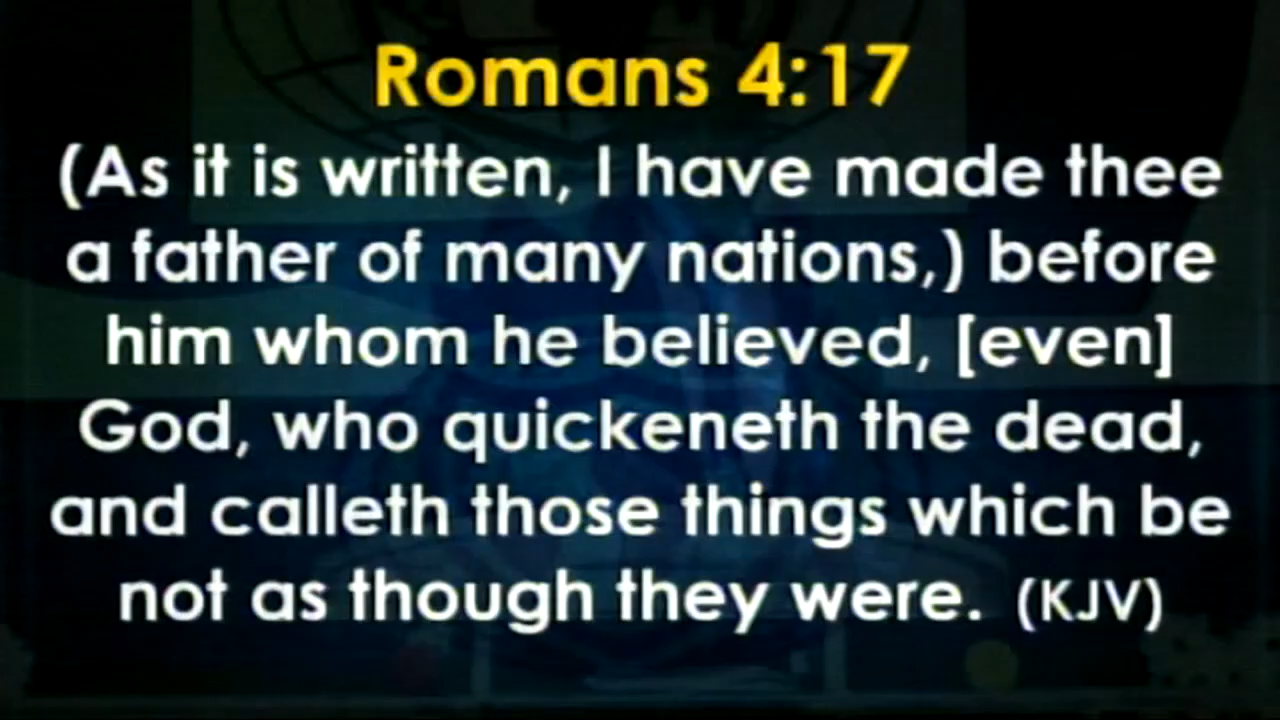 Romans 4:17
(As it is written, I have made thee
a father of many nations,) before
him whom he believed, [even]
God, who quickeneth the dead,
and calleth those things which be
not as though they were. (KJV)